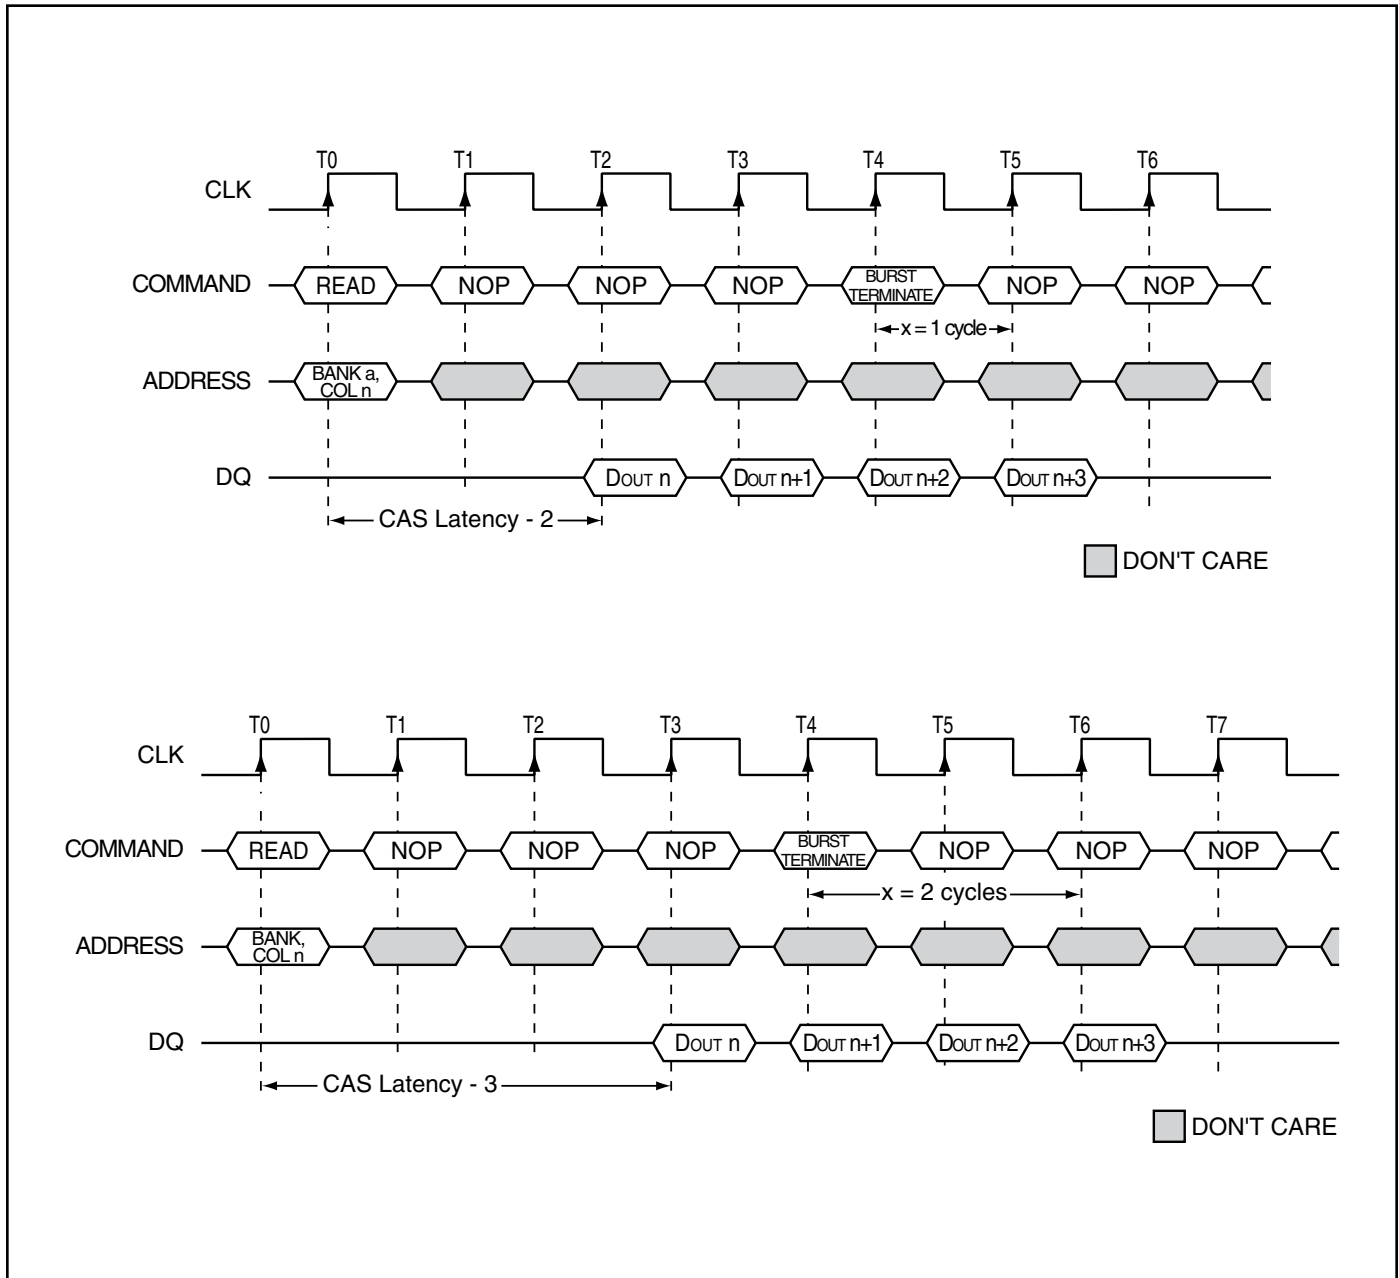 T0 T1 T2 T3 T4 T5 T6
CLK
COMMAND READ NOP NOP NOP BURST TERMINATE NOP NOP
x = 1 cycle
ADDRESS BANK a, COL n
DQ DOUT n DOUT n+1 DOUT n+2 DOUT n+3
CAS Latency - 2
DON'T CARE
T0 T1 T2 T3 T4 T5 T6 T7
CLK
COMMAND READ NOP NOP NOP BURST TERMINATE NOP NOP NOP
x = 2 cycles
ADDRESS BANK, COL n
DQ DOUT n DOUT n+1 DOUT n+2 DOUT n+3
CAS Latency - 3
DON'T CARE